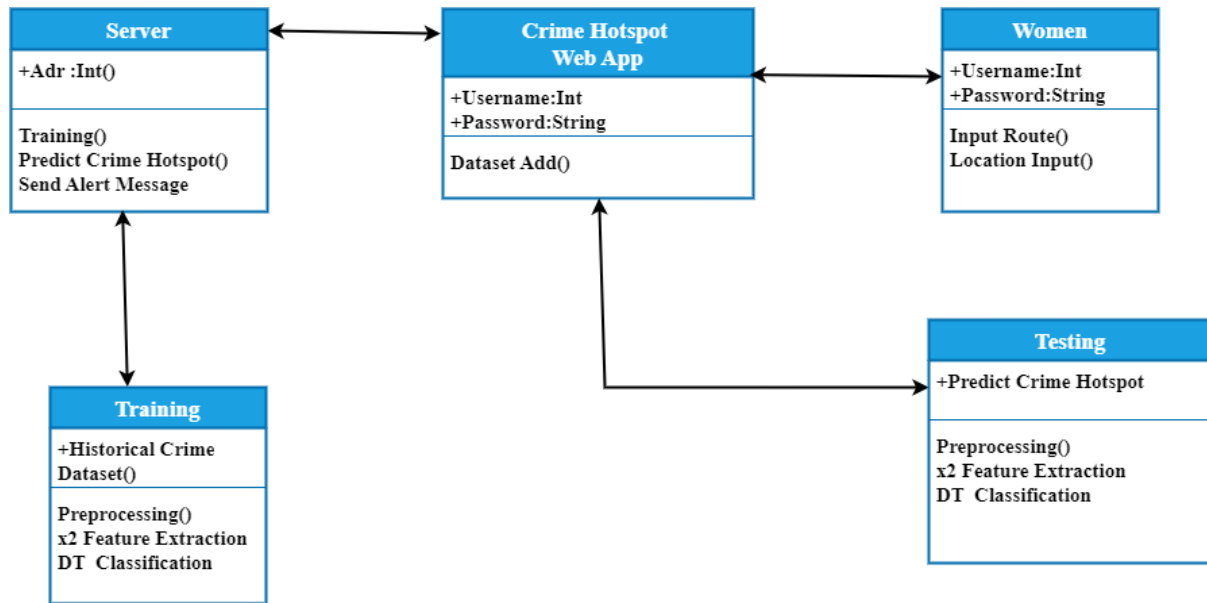 Server
+Adr :Int()
Training()
Predict Crime Hotspot()
Send Alert Message
Crime Hotspot
Web App
+Username:Int
+Password:String
Dataset Add()
Women
+Username:Int
+Password:String
Input Route()
Location Input()
Training
+Historical Crime
Dataset()
Preprocessing()
x2 Feature Extraction
DT  Classification
Testing
+Predict Crime Hotspot
Preprocessing()
x2 Feature Extraction
DT  Classification